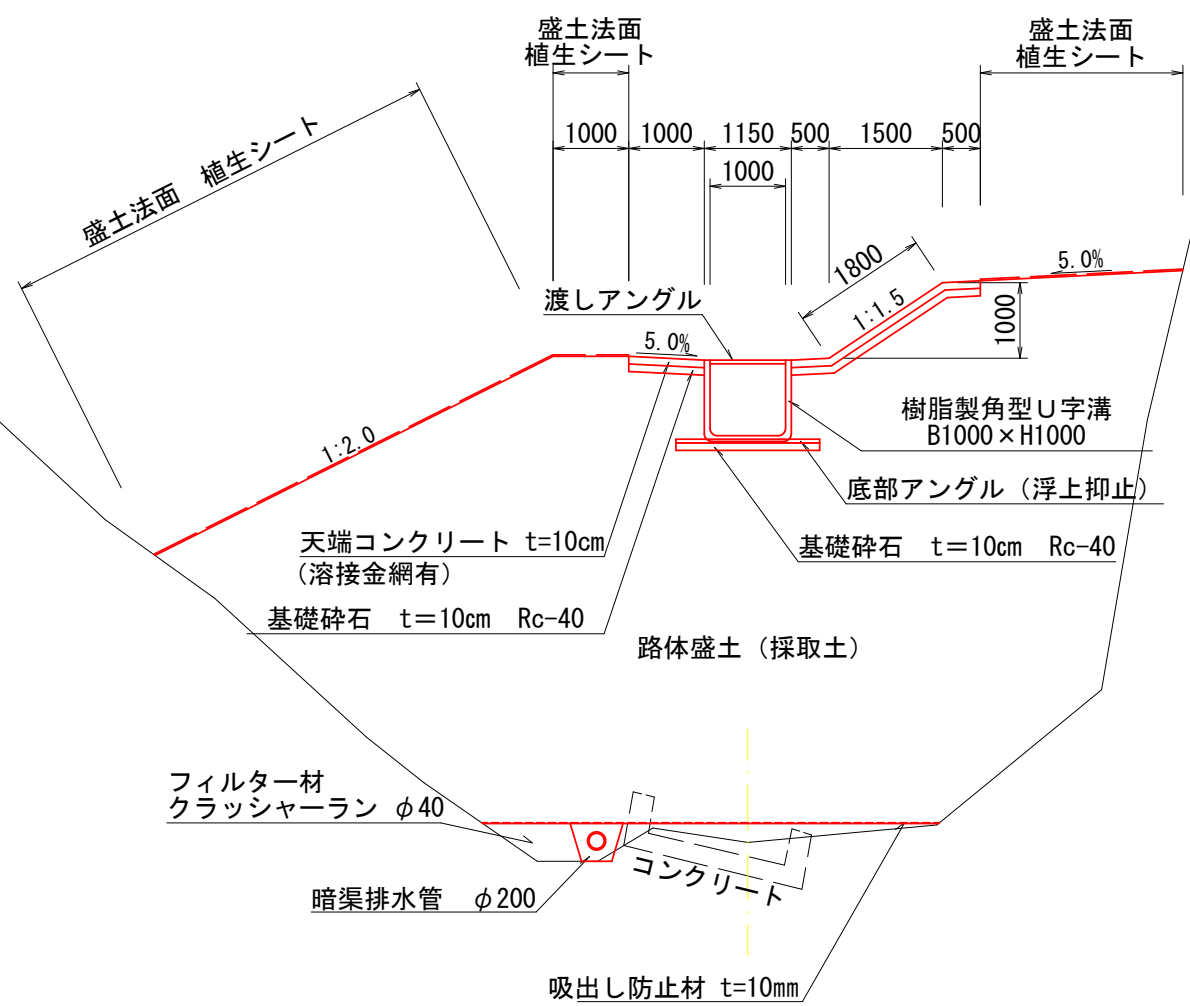 盛土法面
植生シート
盛土法面
植生シート
盛土法面　植生シート
1000
1000
1150
500
1500
500
1000
1800
1:1.5
5.0%
1000
渡しアングル
5.0%
1:2.0
樹脂製角型Ｕ字溝
B1000×H1000
底部アングル（浮上抑止）
天端コンクリート t=10cm
（溶接金網有）
基礎砕石　t＝10cm　Rc-40
基礎砕石　t＝10cm　Rc-40
路体盛土（採取土）
フィルター材
クラッシャーラン φ40
コンクリート
暗渠排水管　φ200
吸出し防止材 t=10mm